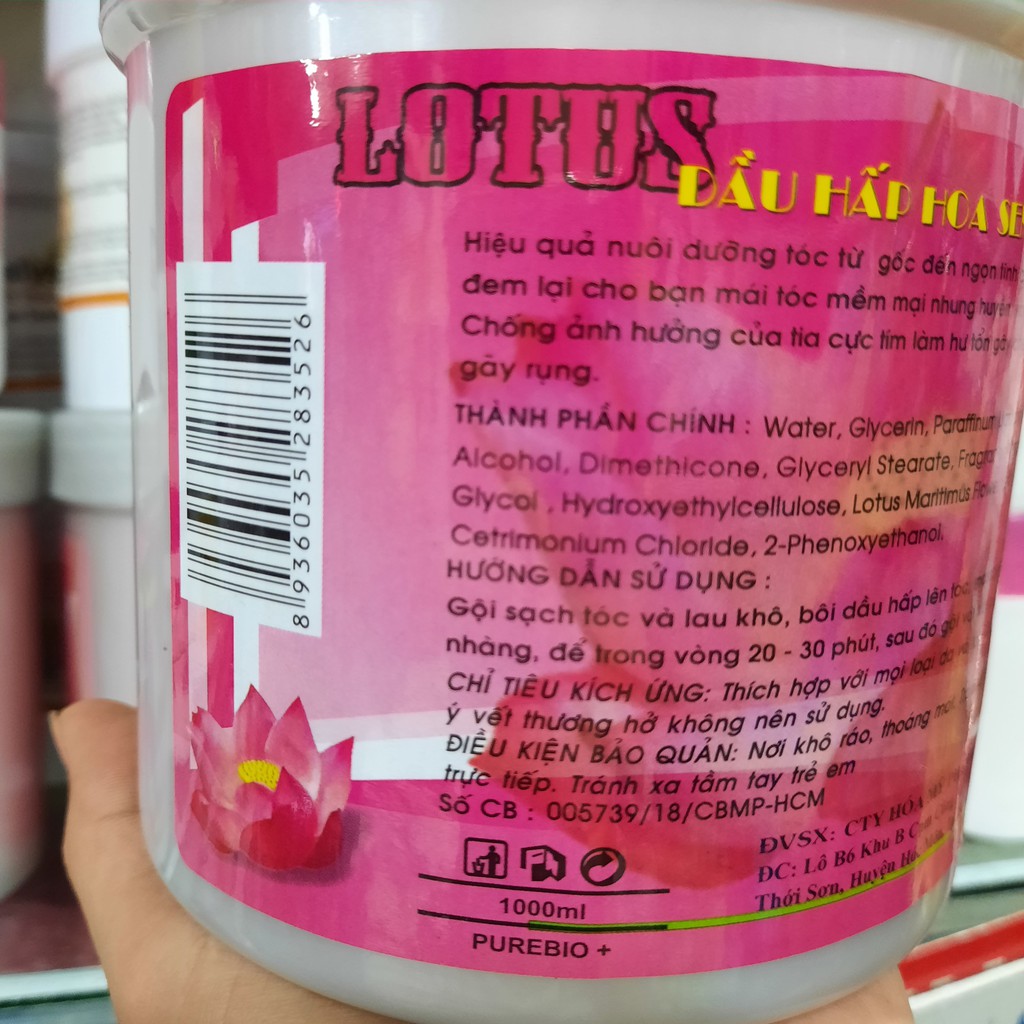 LOTUS
DẦU HẤP HOA
Hiệu quả nuôi dưỡng tóc từ gốc đến ngọn
đem lại cho bạn mái tóc mềm mại nhưng
Chống ảnh hưởng của tia cực tím làm hư tổn
gãy rụng.
THÀNH PHẦN CHÍNH : Water, Glycerin, Paraffinum
Alcohol, Dimethicone, Glyceryl Stearate,
Glycol , Hydroxyethylcellulose, Lotus Maritimus
Cetrimonium Chloride, 2-Phenoxyethanol.
HƯỚNG DẪN SỬ DỤNG :
Gội sạch tóc và lau khô, bôi dầu hấp lên
nhàng, để trong vòng 20 - 30 phút, sau đó
CHỈ TIÊU KÍCH ỨNG: Thích hợp với mọi loại da
ý vết thương hở không nên sử dụng.
ĐIỀU KIỆN BẢO QUẢN: Nơi khô ráo, thoáng
trực tiếp. Tránh xa tầm tay trẻ em
Số CB : 005739/18/CBMP-HCM
ĐVSX: CTY HÓA
ĐC: Lô B6 Khu B
Thới Sơn, Huyện
1000ml
PUREBIO +
8936035283526